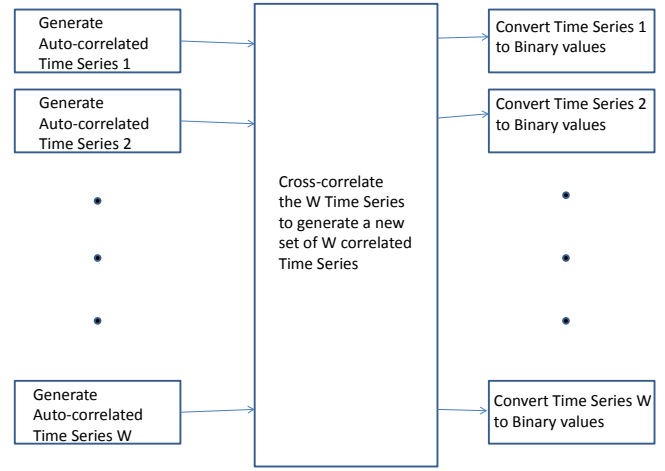 Generate
Auto-correlated
Time Series 1
Generate
Auto-correlated
Time Series 2
Generate
Auto-correlated
Time Series W
Cross-correlate
the W Time Series
to generate a new
set of W correlated
Time Series
Convert Time Series 1
to Binary values
Convert Time Series 2
to Binary values
Convert Time Series W
to Binary values